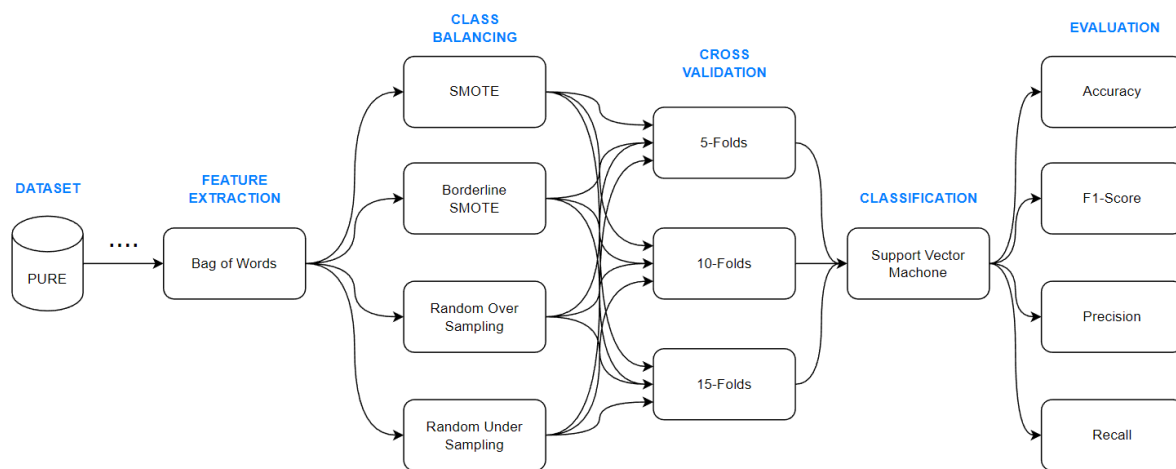 DATASET
PURE
....
FEATURE
EXTRACTION
Bag of Words
CLASS
BALANCING
SMOTE
Borderline
SMOTE
Random Over
Sampling
Random Under
Sampling
CROSS
VALIDATION
5-Folds
10-Folds
15-Folds
CLASSIFICATION
Support Vector
Machone
EVALUATION
Accuracy
F1-Score
Precision
Recall